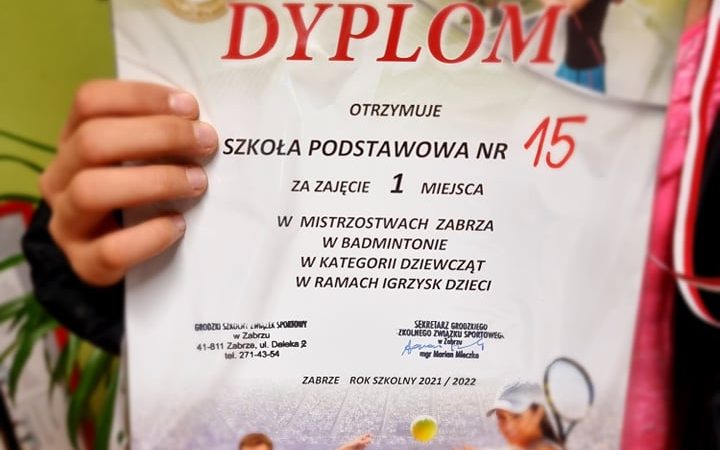 DYPLOM
OTRZYMUJE
SZKOŁA PODSTAWOWA NR 15
ZA ZAJĘCIE 1 MIEJSCA
W MISTRZOSTWACH ZABRZA
W BADMINTONIE
W KATEGORII DZIEWCZĄT
W RAMACH IGRZYSK DZIECI
GRODZKI SZKOLNY ZWIĄZEK SPORTOWY
w Zabrzu
41-811 Zabrze, ul. Daleka 2
tel. 271-43-54
SEKRETARZ GRODZKIEGO
ZKOLNEGO ZWIĄZKU SPORTOWEGO
w Zabrzu
mgr Marian Mleczko
ZABRZE ROK SZKOLNY 2021 / 2022